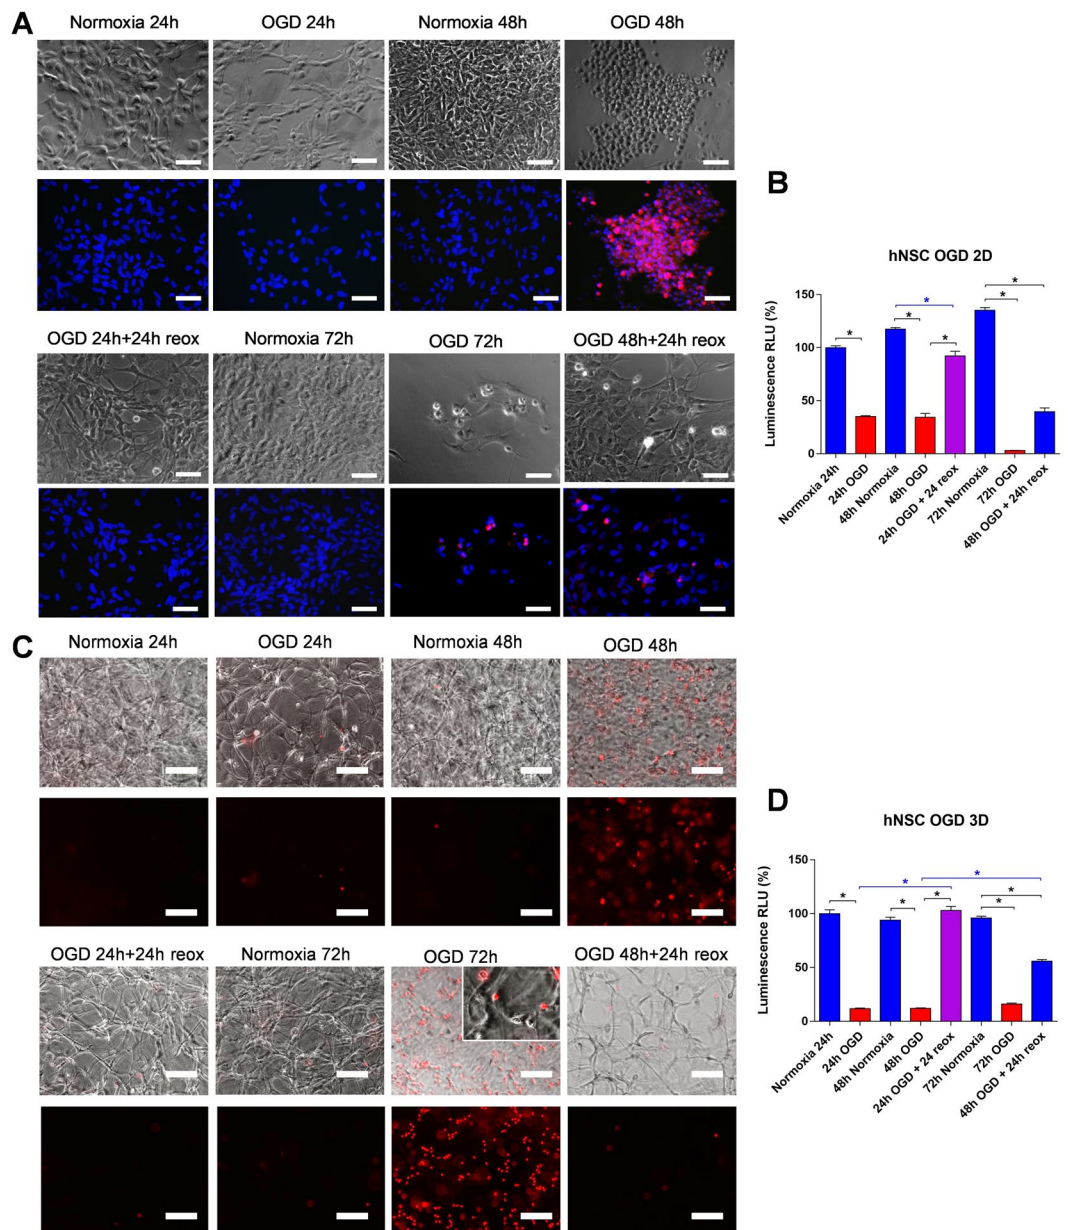 A
Normoxia 24h
OGD 24h
Normoxia 48h
OGD 48h
OGD 24h+24h reox
Normoxia 72h
OGD 72h
OGD 48h+24h reox
B
hNSC OGD 2D
Luminescence RLU (%)
150
100
50
0
*
*
*
*
*
*
Normoxia 24h
24h OGD
48h Normoxia
48h OGD
24h OGD + 24 reox
72h Normoxia
72h OGD
48h OGD + 24h reox
C
Normoxia 24h
OGD 24h
Normoxia 48h
OGD 48h
OGD 24h+24h reox
Normoxia 72h
OGD 72h
OGD 48h+24h reox
D
hNSC OGD 3D
Luminescence RLU (%)
150
100
50
0
*
*
*
*
*
*
*
Normoxia 24h
24h OGD
48h Normoxia
48h OGD
24h OGD + 24 reox
72h Normoxia
72h OGD
48h OGD + 24h reox